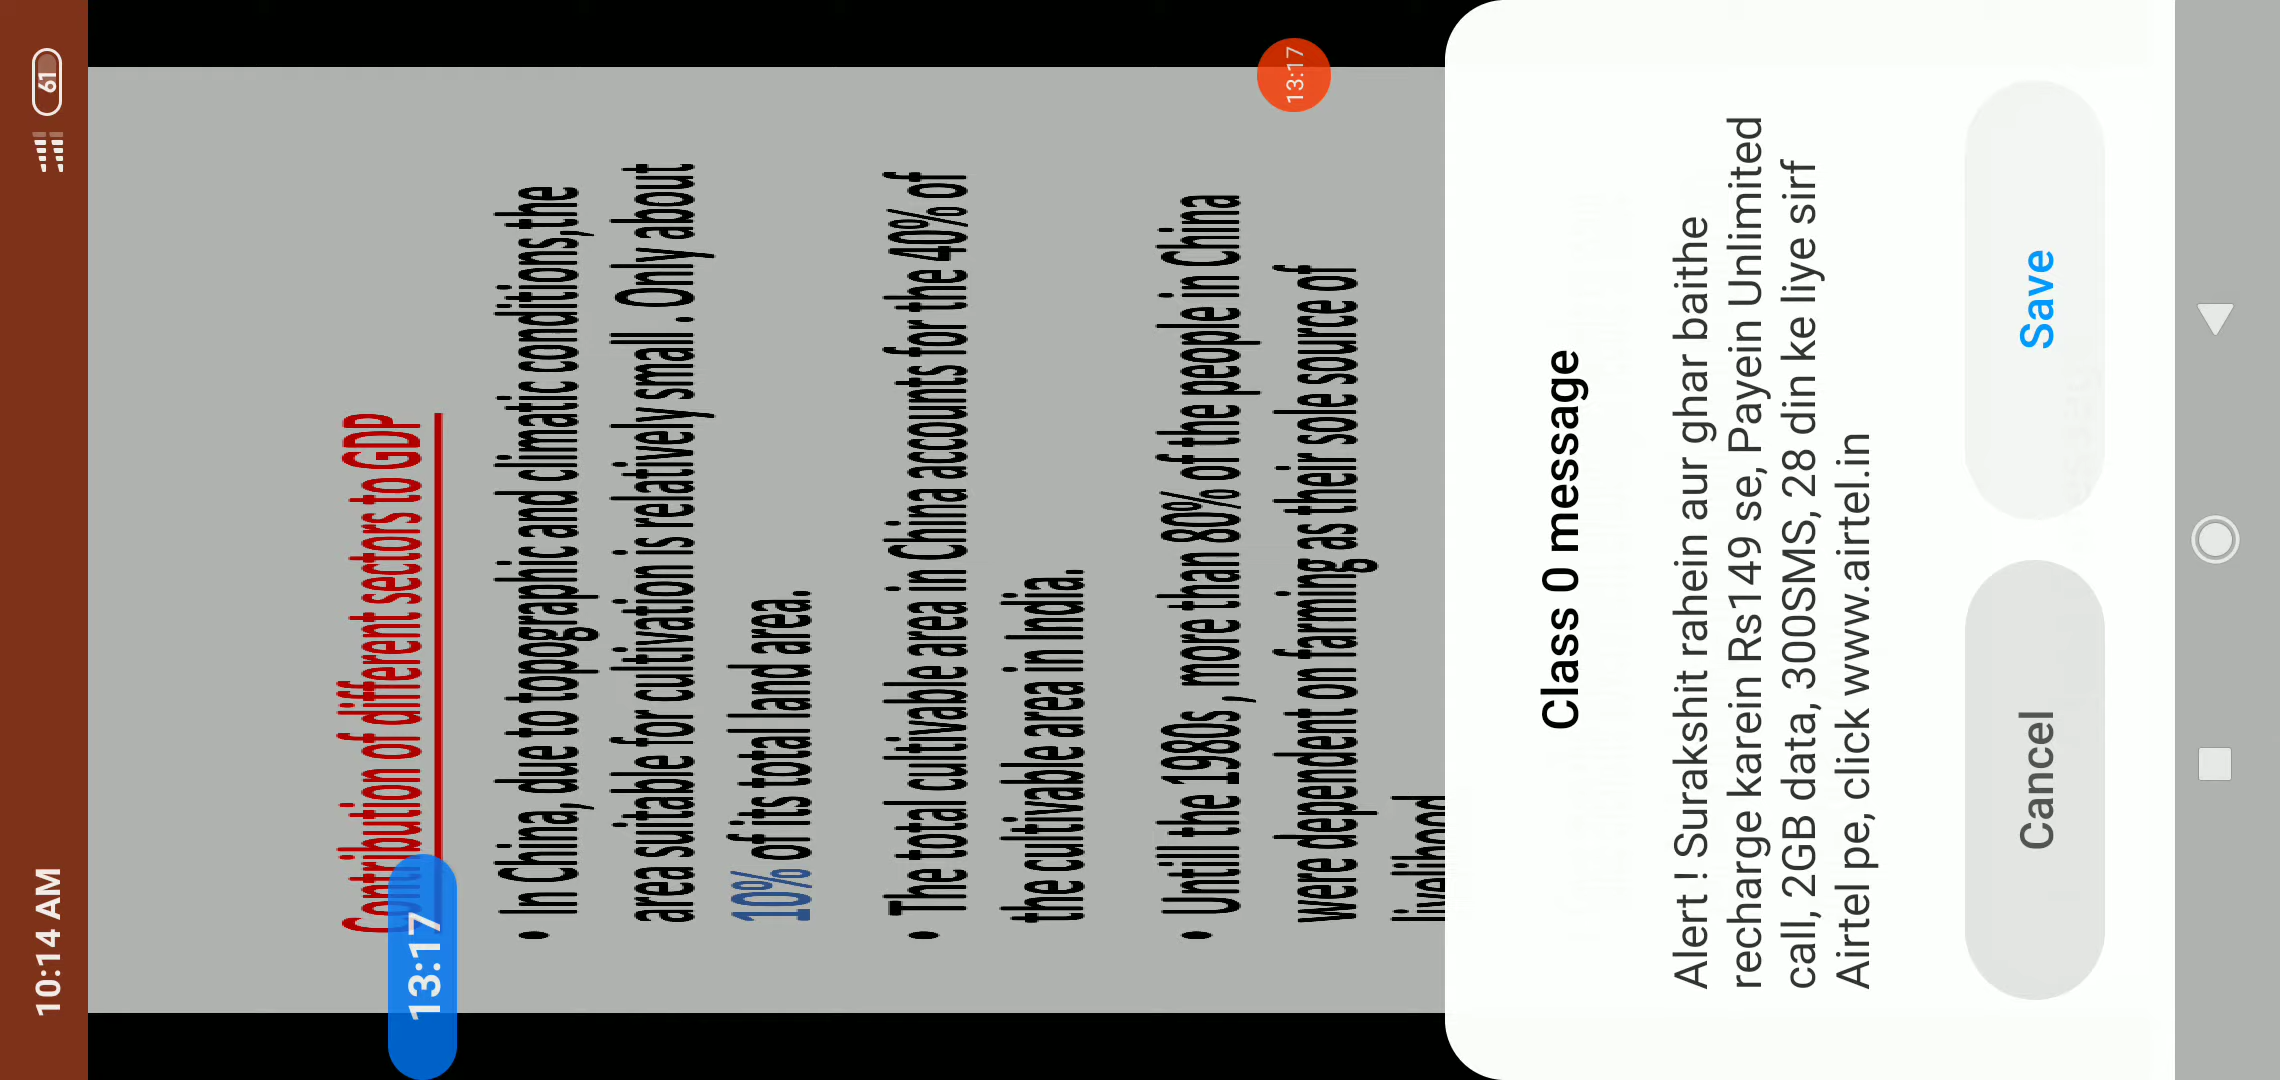 10:14 AM
61
Contribution of different sectors to GDP
13:17
13:17
• In China, due to topographic and climatic conditions,the
area suitable for cultivation is relatively small . Only about
10% of its total land area.
• The total cultivable area in China accounts for the 40% of
the cultivable area in India.
• Untill the 1980s , more than 80% of the people in China
were dependent on farming as their sole source of
livelihood
Class 0 message
Alert ! Surakshit rahein aur ghar baithe
recharge karein Rs149 se, Payein Unlimited
call, 2GB data, 300SMS, 28 din ke liye sirf
Airtel pe, click www.airtel.in
Cancel
Save